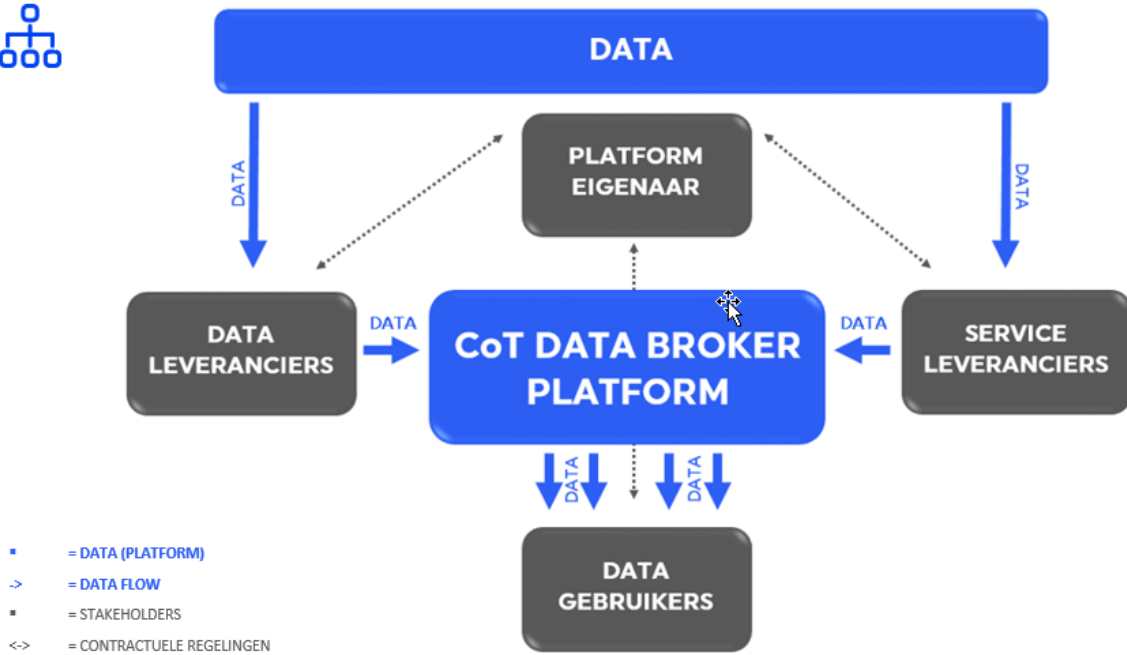 DATA
DATA
DATA
PLATFORM
EIGENAAR
DATA
LEVERANCIERS
DATA
CoT DATA BROKER
PLATFORM
DATA
SERVICE
LEVERANCIERS
DATA
DATA
DATA
GEBRUIKERS
▪ = DATA (PLATFORM)
-> = DATA FLOW
▪ = STAKEHOLDERS
<-> = CONTRACTUELE REGELINGEN